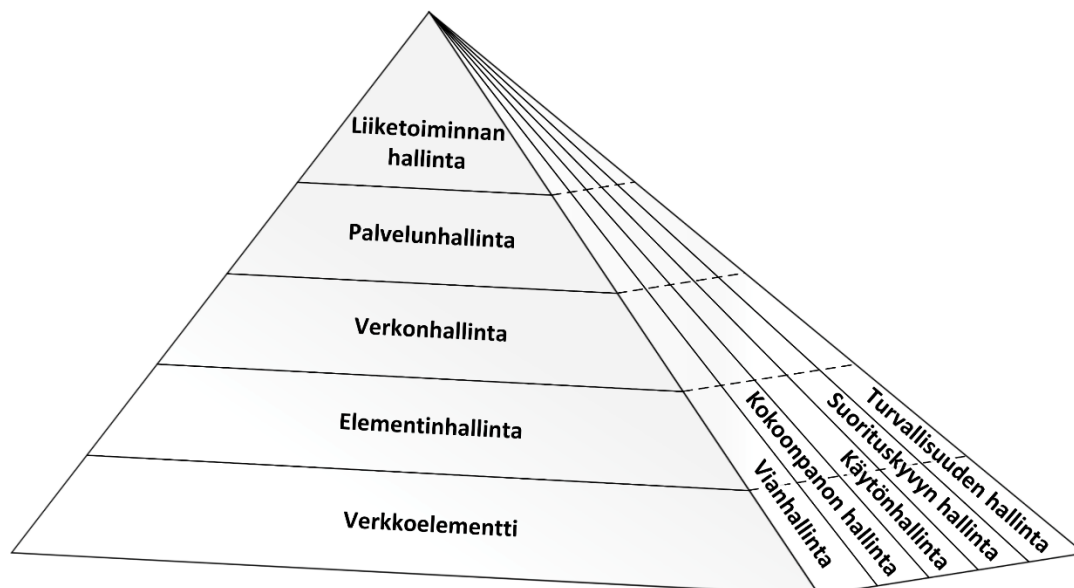 Liiketoiminnan
hallinta
Palvelunhallinta
Verkonhallinta
Elementinhallinta
Verkkoelementti
Vianhallinta
Kokoonpanon hallinta
Käytönhallinta
Suorituskyvyn hallinta
Turvallisuuden hallinta